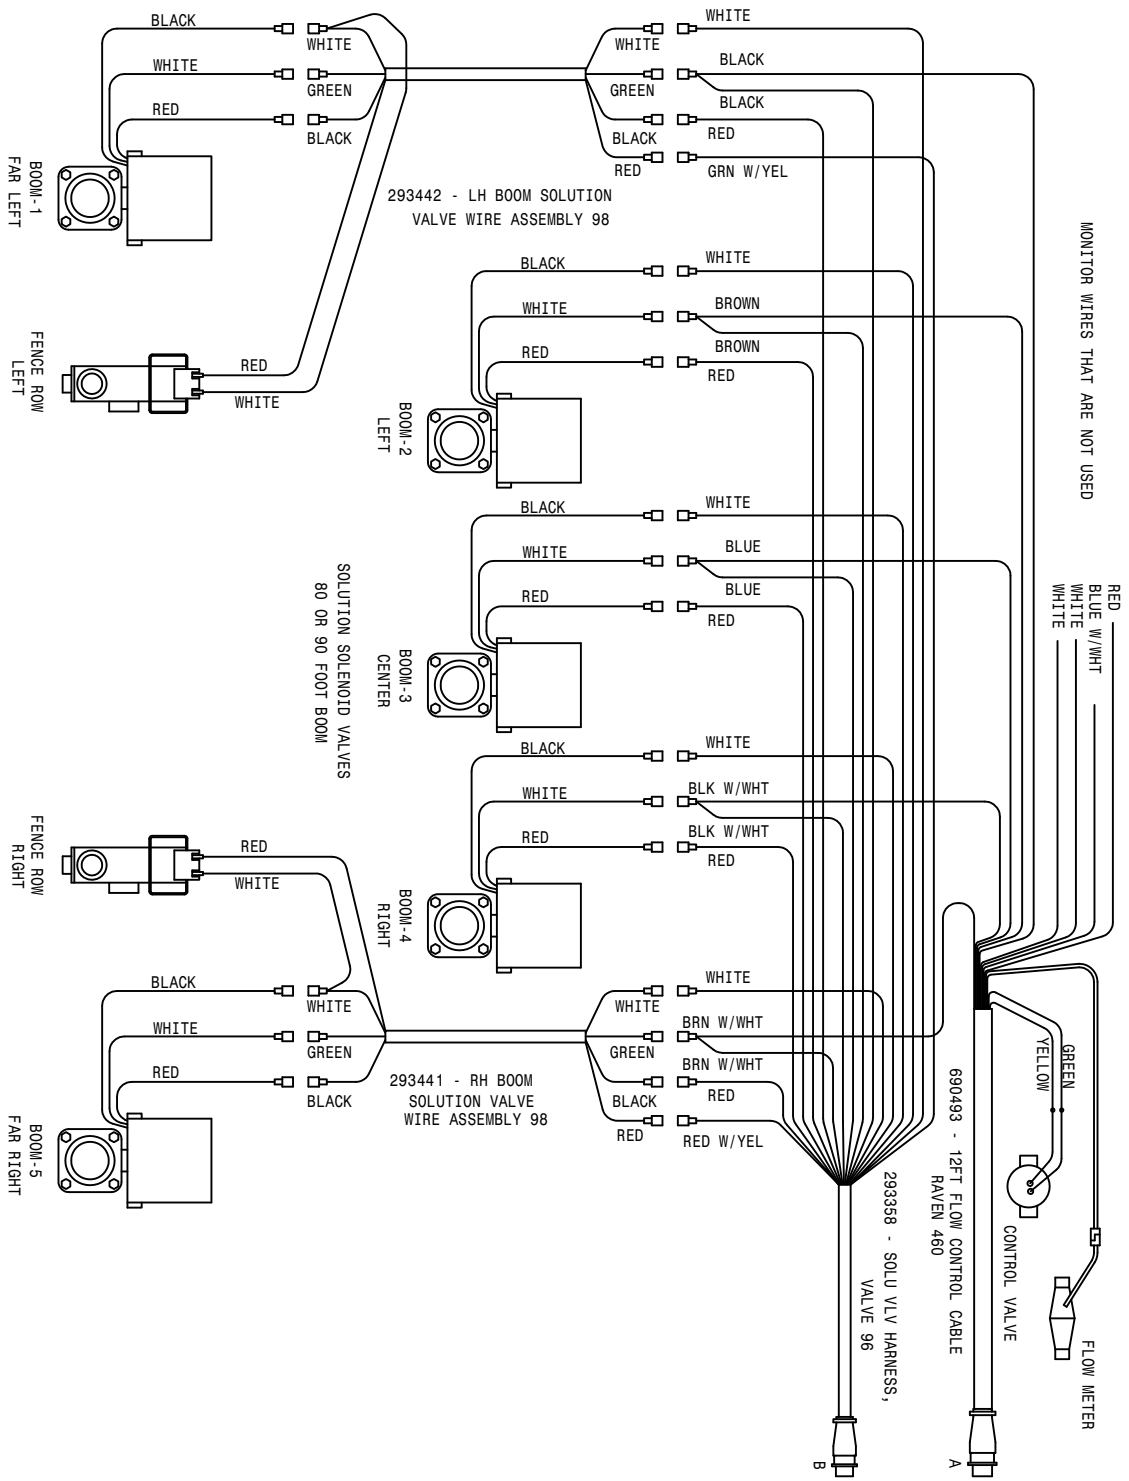 BLACK
WHITE
RED
WHITE
GREEN
BLACK
WHITE
GREEN
BLACK
RED
WHITE
BLACK
BLACK
RED
GRN W/YEL
BOOM-1
FAR LEFT
293442 - LH BOOM SOLUTION
VALVE WIRE ASSEMBLY 98
MONITOR WIRES THAT ARE NOT USED
BLACK
WHITE
RED
WHITE
BROWN
BROWN
RED
FENCE ROW
LEFT
RED
WHITE
BOOM-2
LEFT
BLACK
WHITE
RED
WHITE
BLUE
BLUE
RED
RED
BLUE W/WHT
WHITE
WHITE
SOLUTION SOLENOID VALVES
80 OR 90 FOOT BOOM
BOOM-3
CENTER
BLACK
WHITE
RED
WHITE
BLK W/WHT
BLK W/WHT
RED
FENCE ROW
RIGHT
RED
WHITE
BOOM-4
RIGHT
BLACK
WHITE
RED
WHITE
GREEN
BLACK
WHITE
GREEN
BLACK
RED
WHITE
BRN W/WHT
BRN W/WHT
RED
RED W/YEL
293441 - RH BOOM
SOLUTION VALVE
WIRE ASSEMBLY 98
BOOM-5
FAR RIGHT
GREEN
YELLOW
690493 - 12FT FLOW CONTROL CABLE
RAVEN 460
293358 - SOLU VLV HARNESS,
VALVE 96
CONTROL VALVE
FLOW METER
A
B